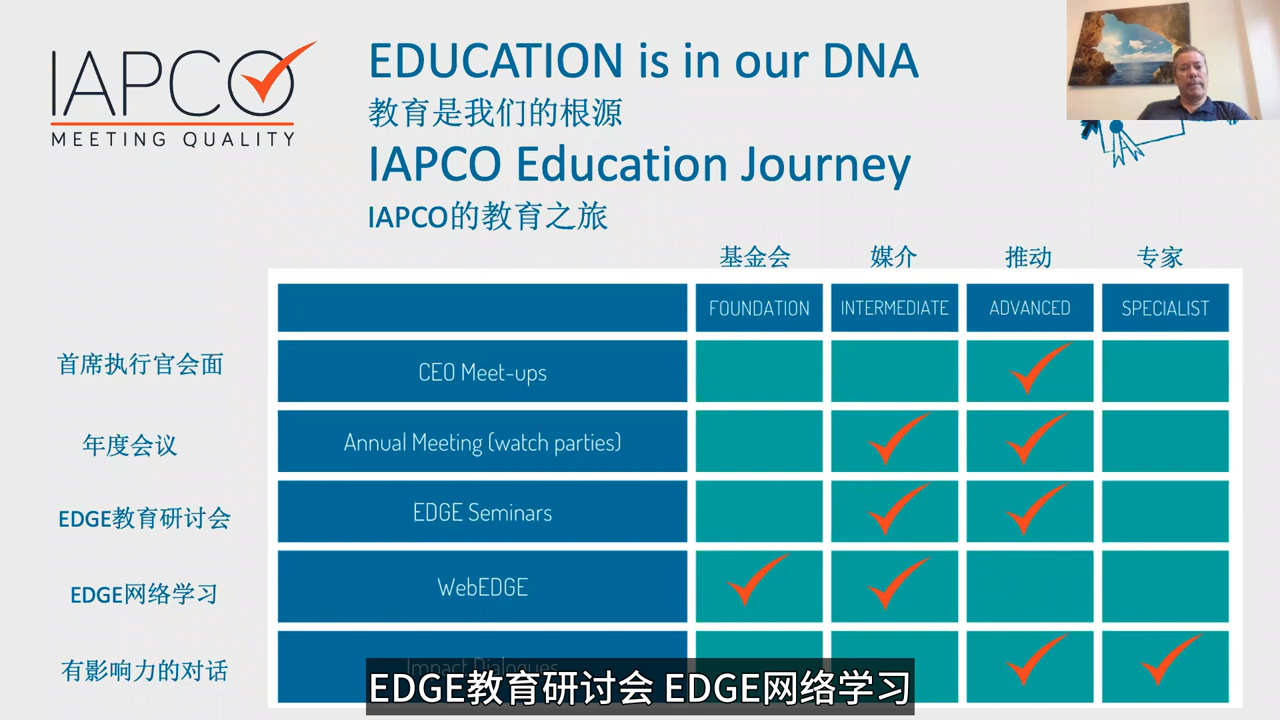 IAPCO
MEETING QUALITY
EDUCATION is in our DNA
教育是我们的根源
IAPCO Education Journey
IAPCO的教育之旅
基金会 媒介 推动 专家
FOUNDATION INTERMEDIATE ADVANCED SPECIALIST
首席执行官会面 CEO Meet-ups
年度会议 Annual Meeting (watch parties)
EDGE教育研讨会 EDGE Seminars
EDGE网络学习 WebEDGE
有影响力的对话 Impact Dialogues
EDGE教育研讨会 EDGE网络学习